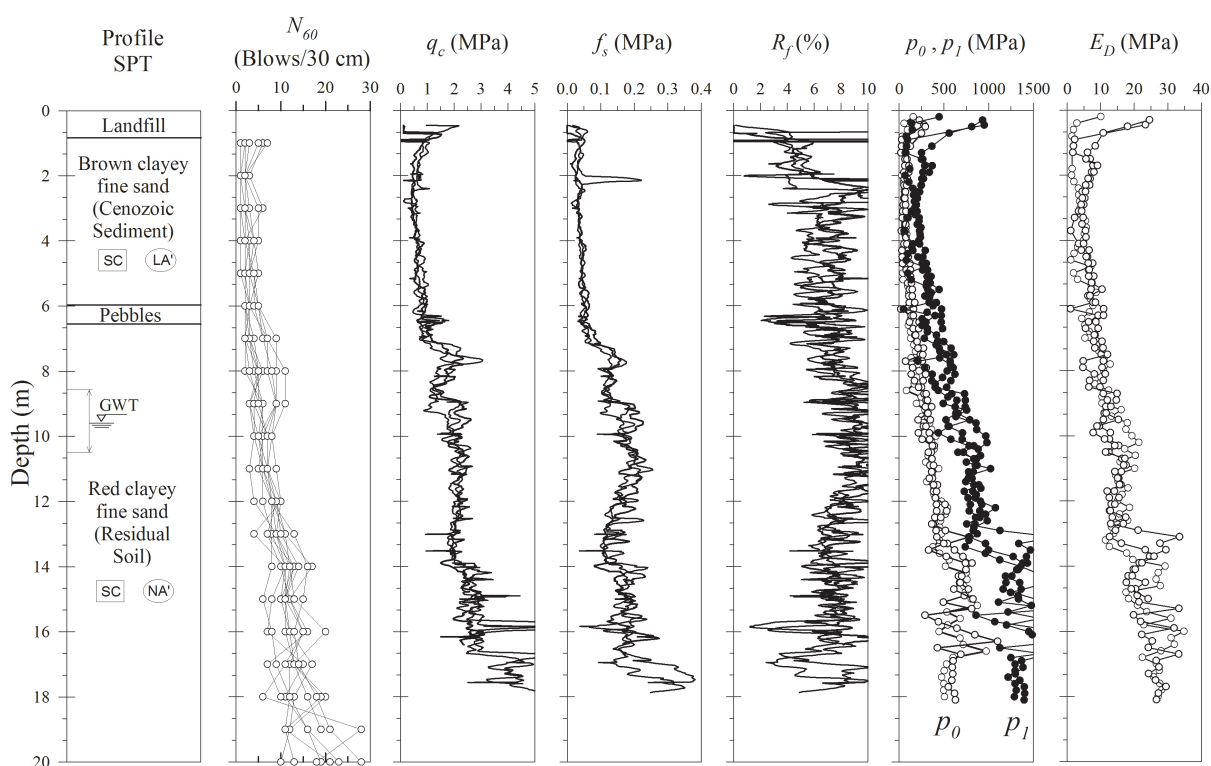 Profile
SPT
N60
(Blows/30 cm)
qc (MPa)
fs (MPa)
Rf (%)
p0 , p1 (MPa)
ED (MPa)
0 10 20 30
0 1 2 3 4 5
0.0 0.1 0.2 0.3 0.4
0 2 4 6 8 10
0 500 1000 1500
0 10 20 30 40
Depth (m)
0
2
4
6
8
10
12
14
16
18
20
Landfill
Brown clayey
fine sand
(Cenozoic
Sediment)
SC LA'
Pebbles
GWT
Red clayey
fine sand
(Residual
Soil)
SC NA'
p0 p1